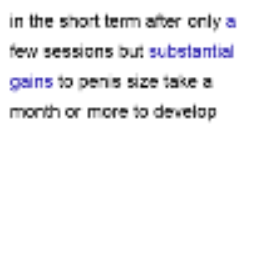 in the short term after only a
few sessions but substantial
gains to penis size take a
month or more to develop